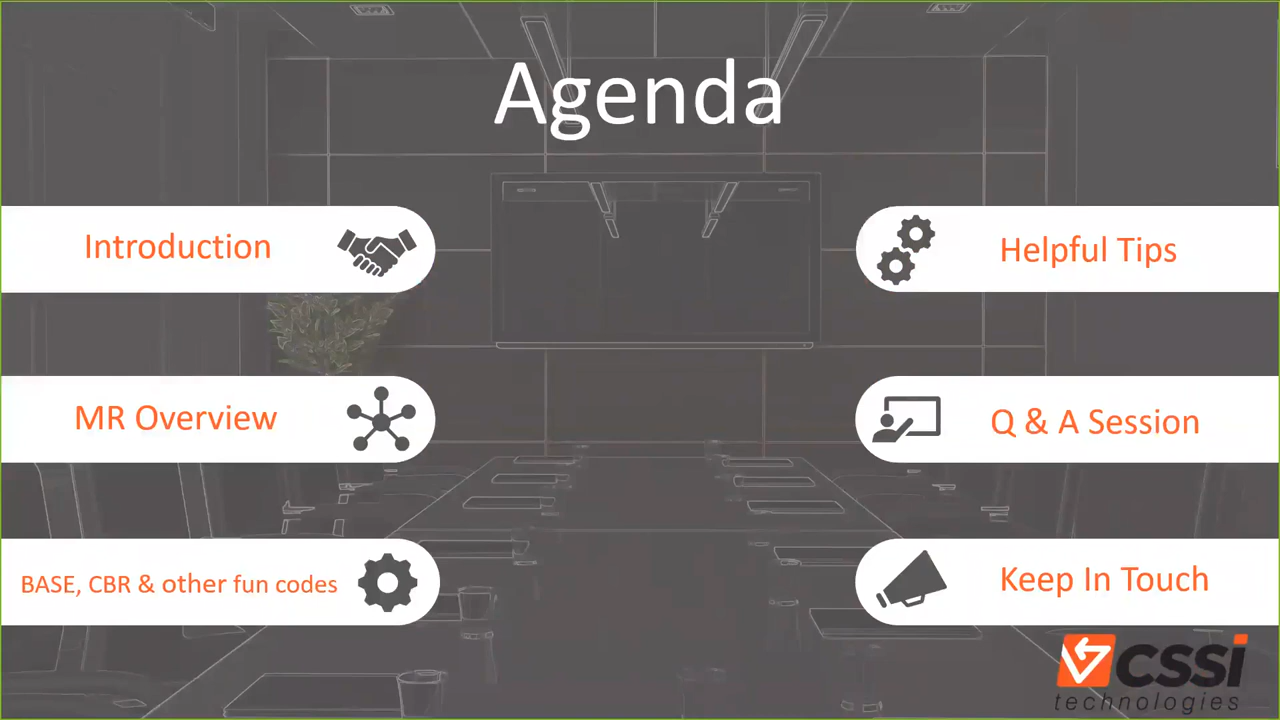 Agenda
Introduction
MR Overview
BASE, CBR & other fun codes
Helpful Tips
Q & A Session
Keep In Touch
CSSi
technologies